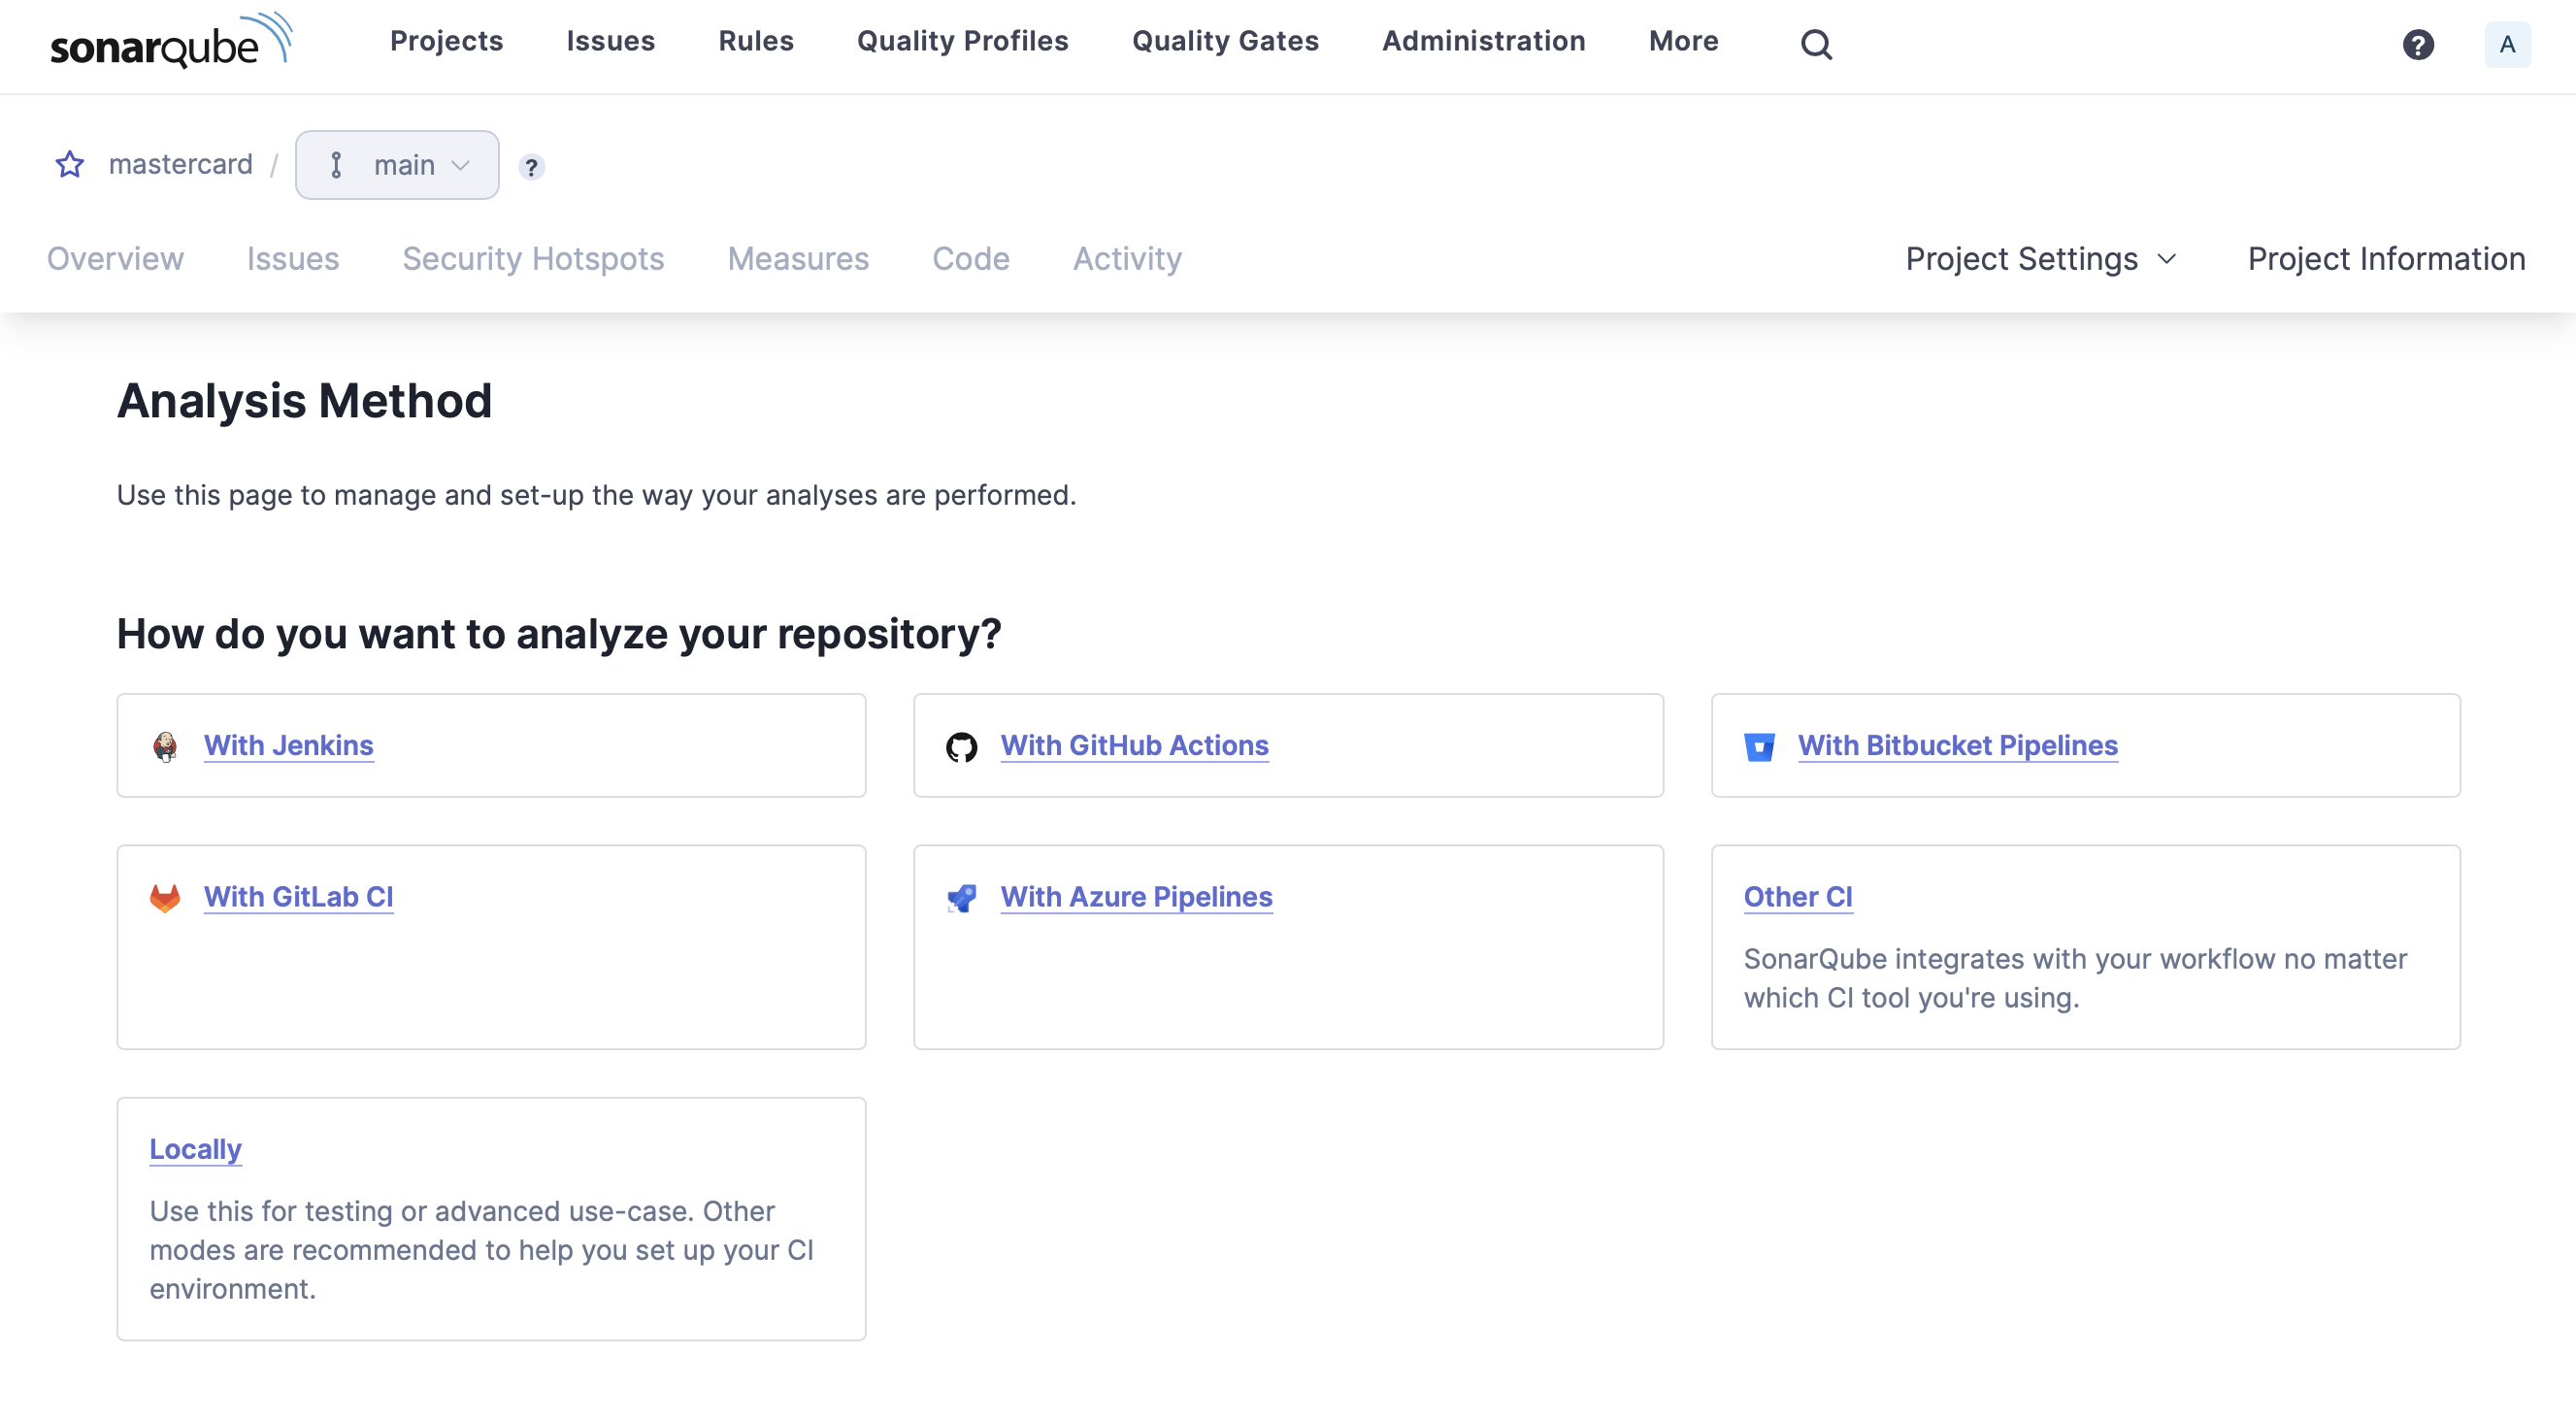 sonarqube Projects Issues Rules Quality Profiles Quality Gates Administration More ? A
mastercard / main ?
Overview Issues Security Hotspots Measures Code Activity Project Settings Project Information
Analysis Method
Use this page to manage and set-up the way your analyses are performed.
How do you want to analyze your repository?
With Jenkins
With GitHub Actions
With Bitbucket Pipelines
With GitLab CI
With Azure Pipelines
Other CI
SonarQube integrates with your workflow no matter
which CI tool you're using.
Locally
Use this for testing or advanced use-case. Other
modes are recommended to help you set up your CI
environment.